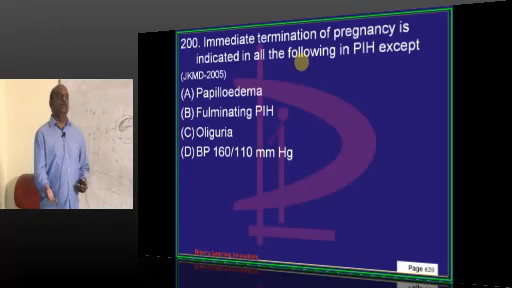 200. Immediate termination of pregnancy is
indicated in all the following in PIH except
(JKMD-2005)
(A) Papilloedema
(B) Fulminating PIH
(C) Oliguria
(D) BP 160/110 mm Hg
Page 620